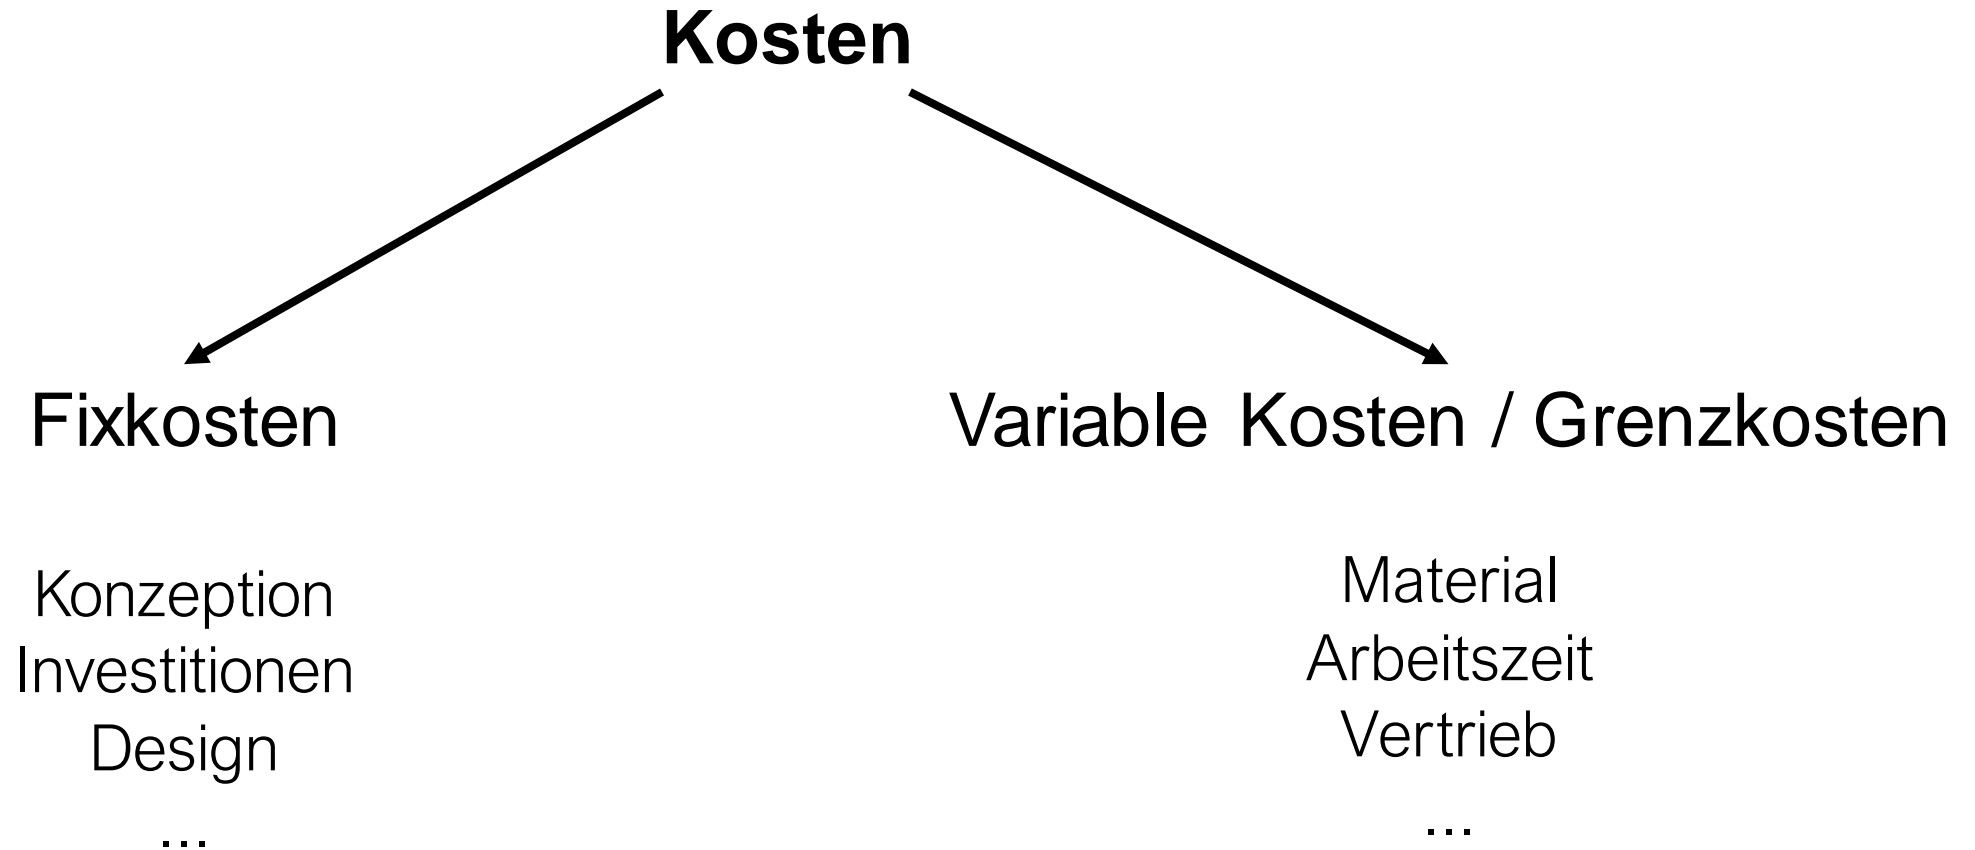 Kosten
Fixkosten
Konzeption
Investitionen
Design
...
Variable Kosten / Grenzkosten
Material
Arbeitszeit
Vertrieb
...